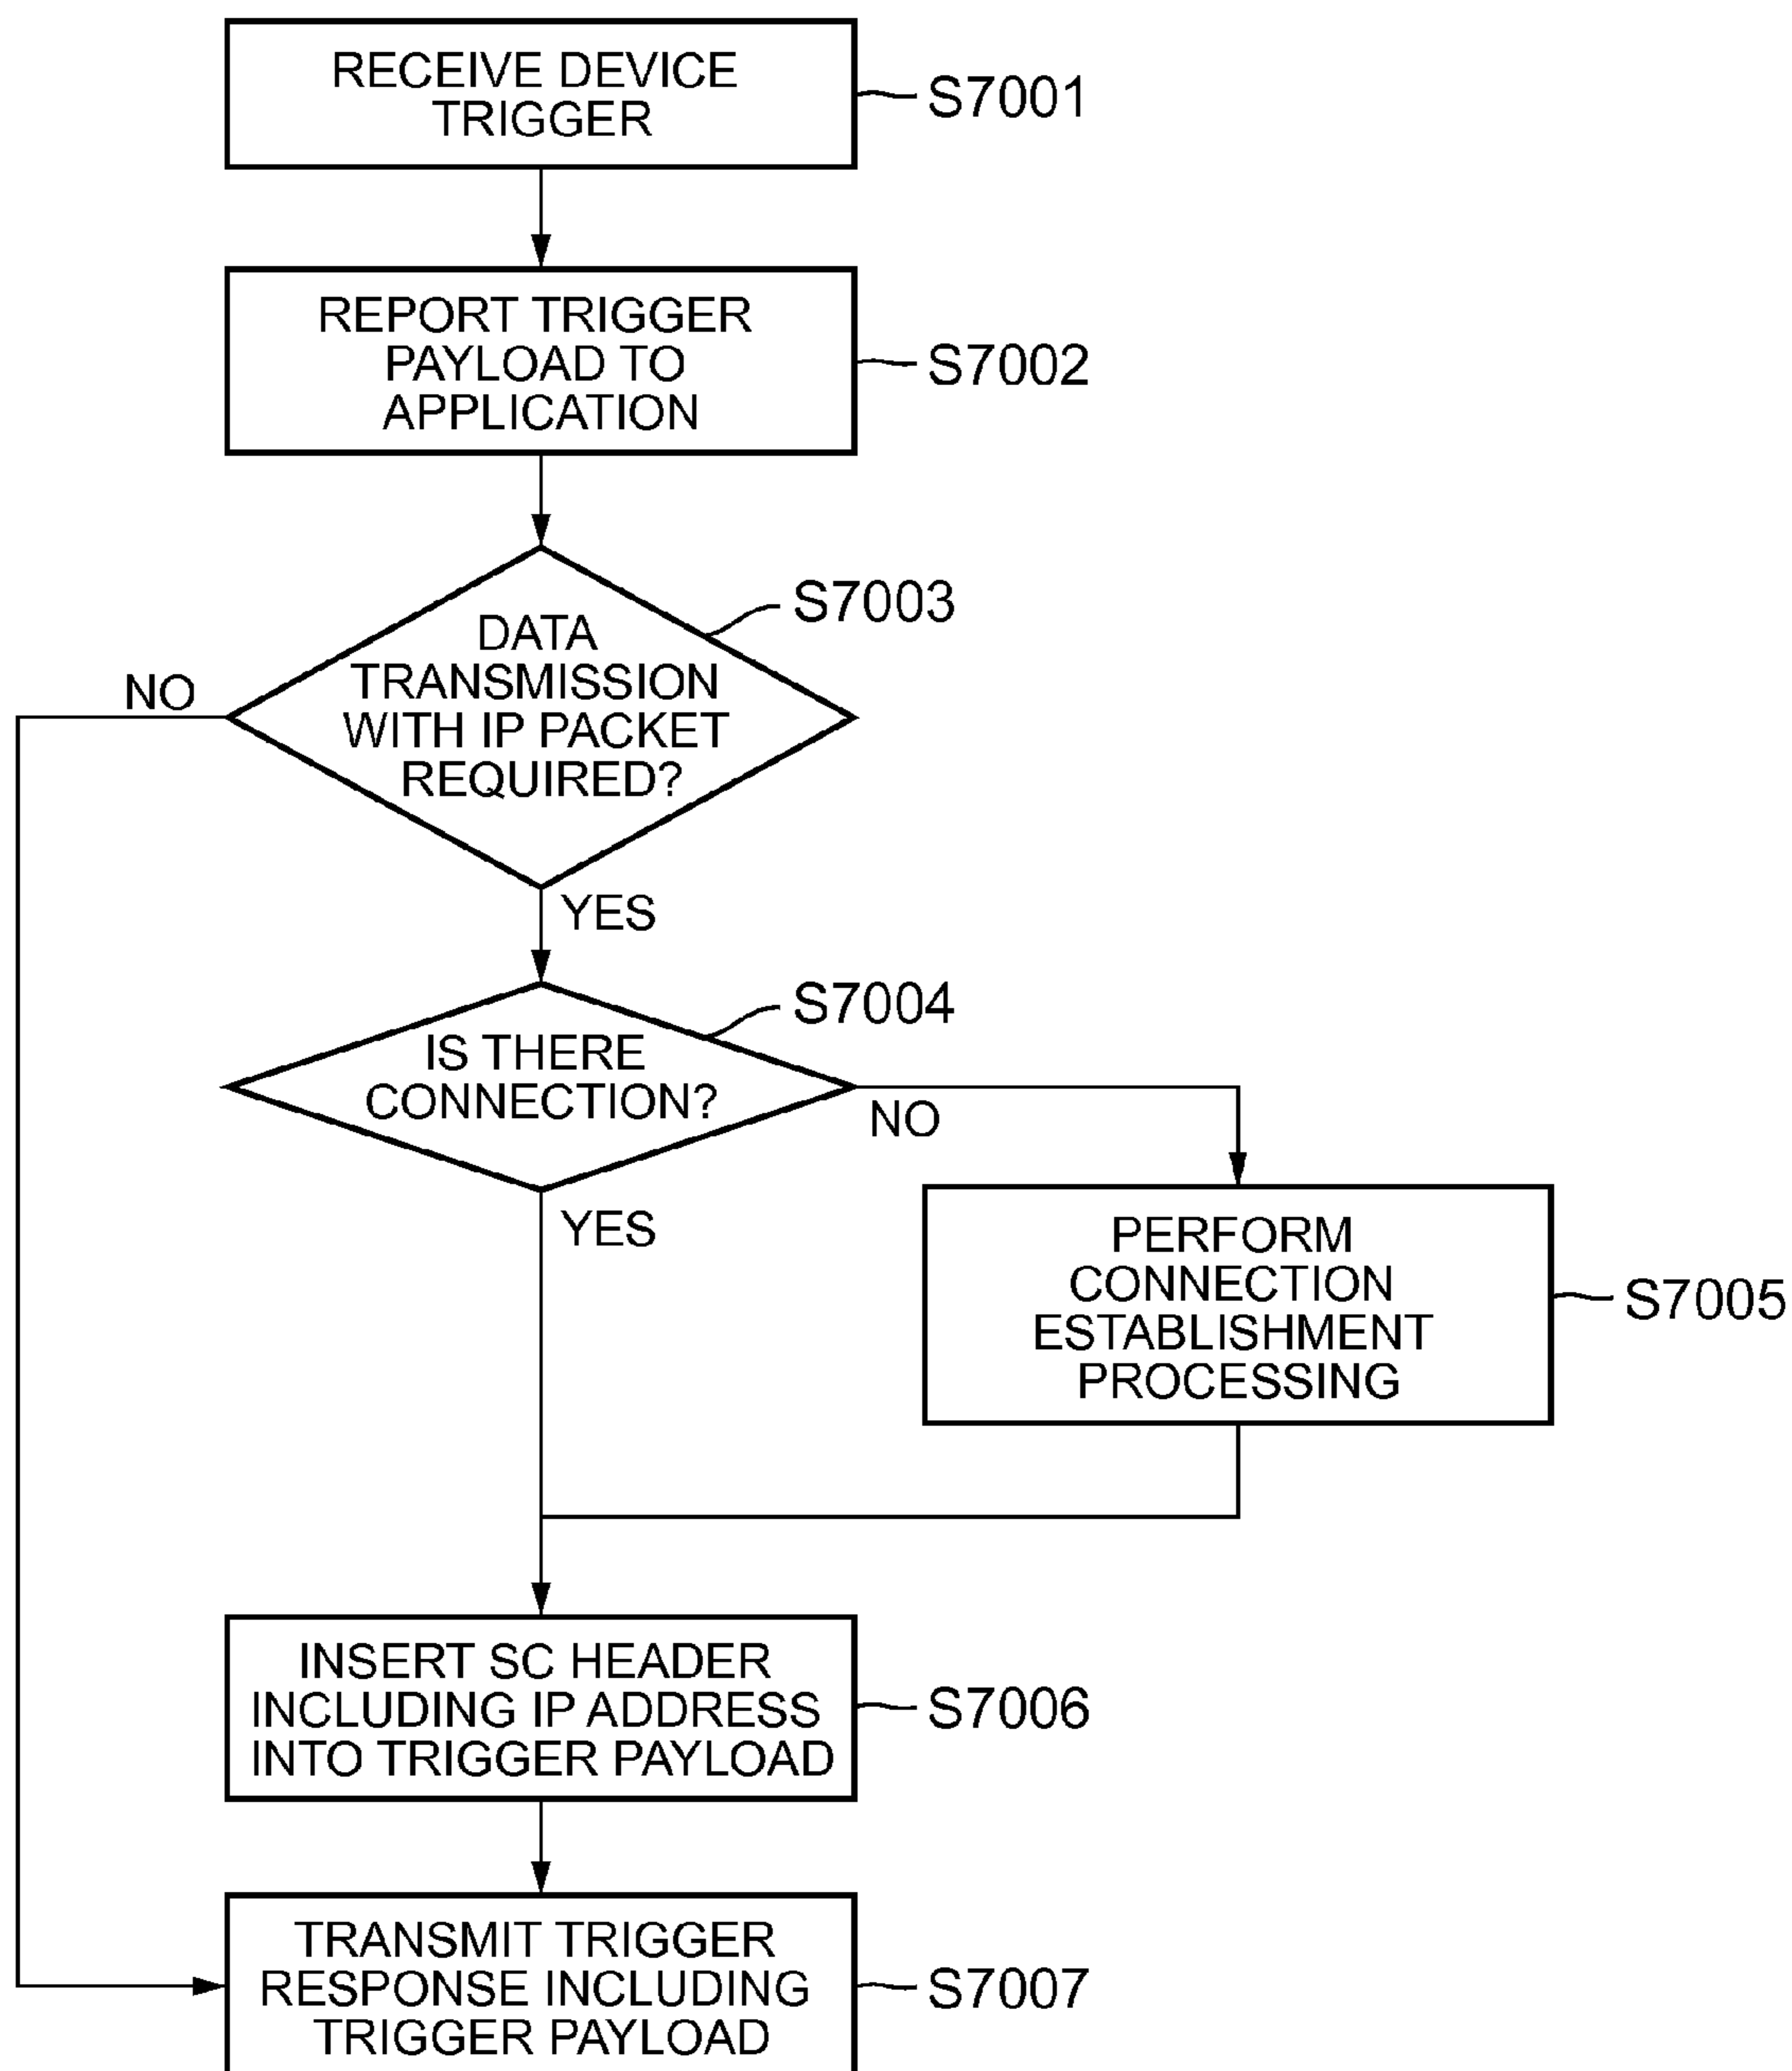 RECEIVE DEVICE
TRIGGER
S7001
REPORT TRIGGER
PAYLOAD TO
APPLICATION
S7002
DATA
TRANSMISSION
WITH IP PACKET
REQUIRED?
S7003
NO
YES
IS THERE
CONNECTION?
S7004
NO
YES
PERFORM
CONNECTION
ESTABLISHMENT
PROCESSING
S7005
INSERT SC HEADER
INCLUDING IP ADDRESS
INTO TRIGGER PAYLOAD
S7006
TRANSMIT TRIGGER
RESPONSE INCLUDING
TRIGGER PAYLOAD
S7007